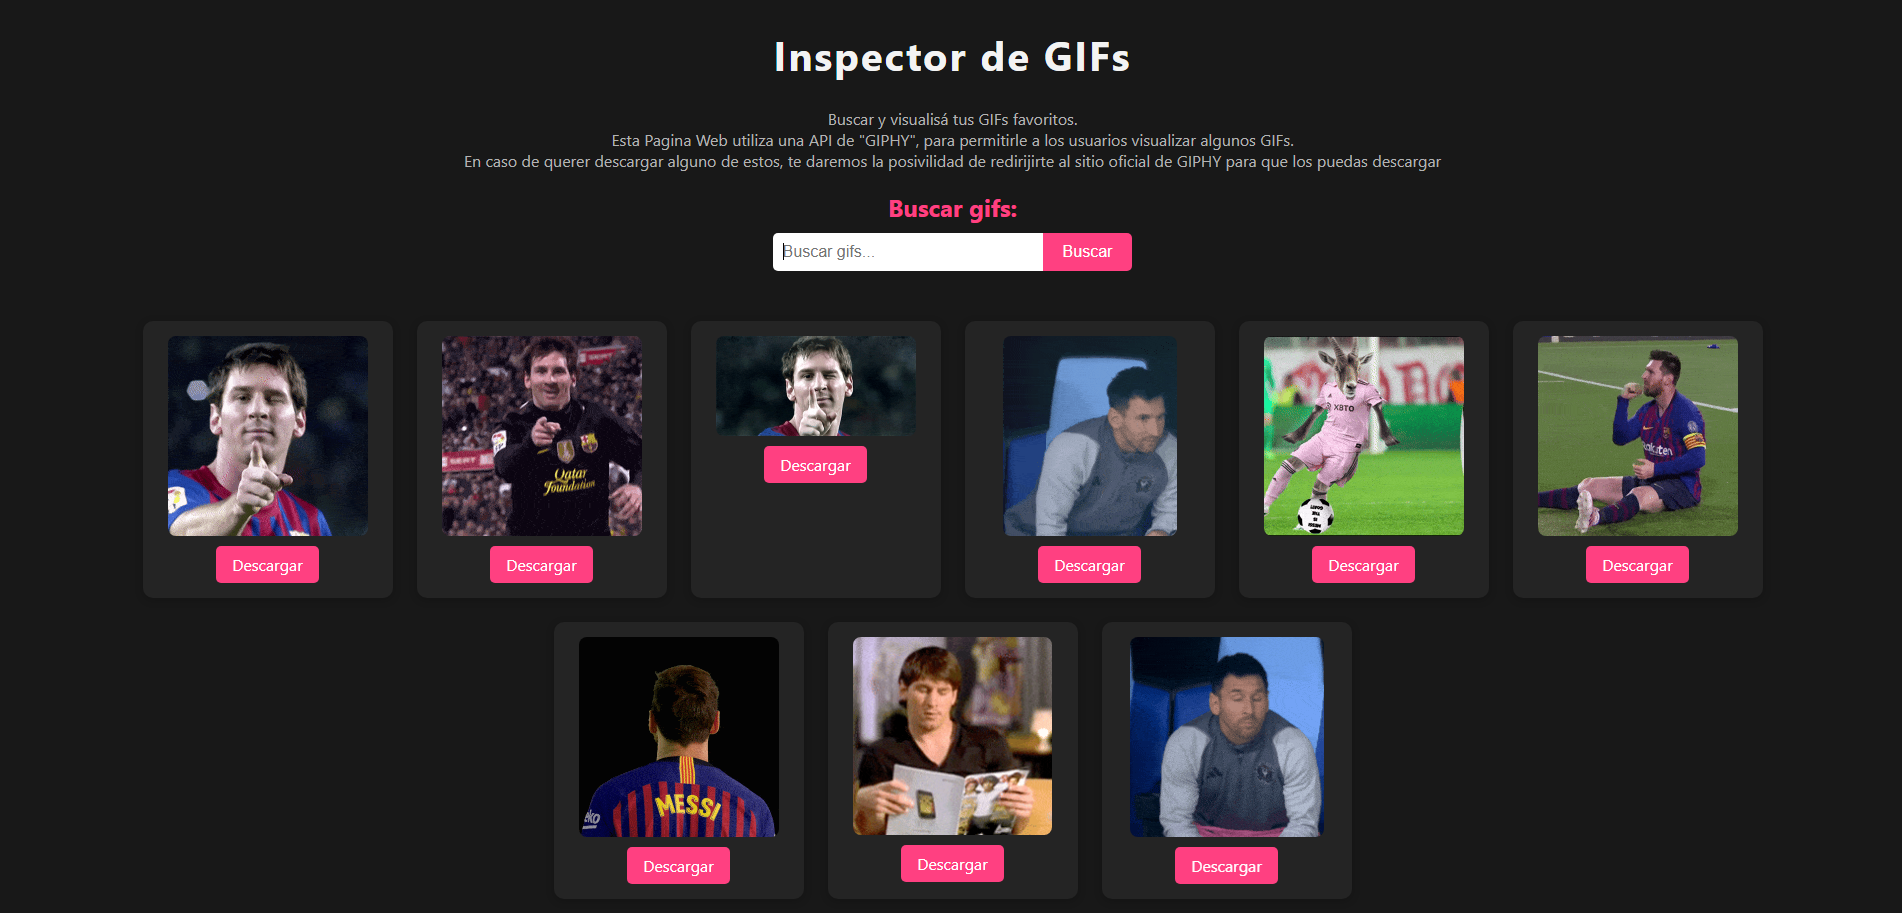 Inspector de GIFs
Buscar y visualisá tus GIFs favoritos.
Esta Pagina Web utiliza una API de "GIPHY", para permitirle a los usuarios visualizar algunos GIFs.
En caso de querer descargar alguno de estos, te daremos la posivilidad de redirijirte al sitio oficial de GIPHY para que los puedas descargar
Buscar gifs:
Buscar gifs...
Buscar
Qatar
Foundation
XBTO
Descargar
Descargar
Descargar
Descargar
Descargar
Descargar
MESSI
eko
Descargar
Descargar
Descargar